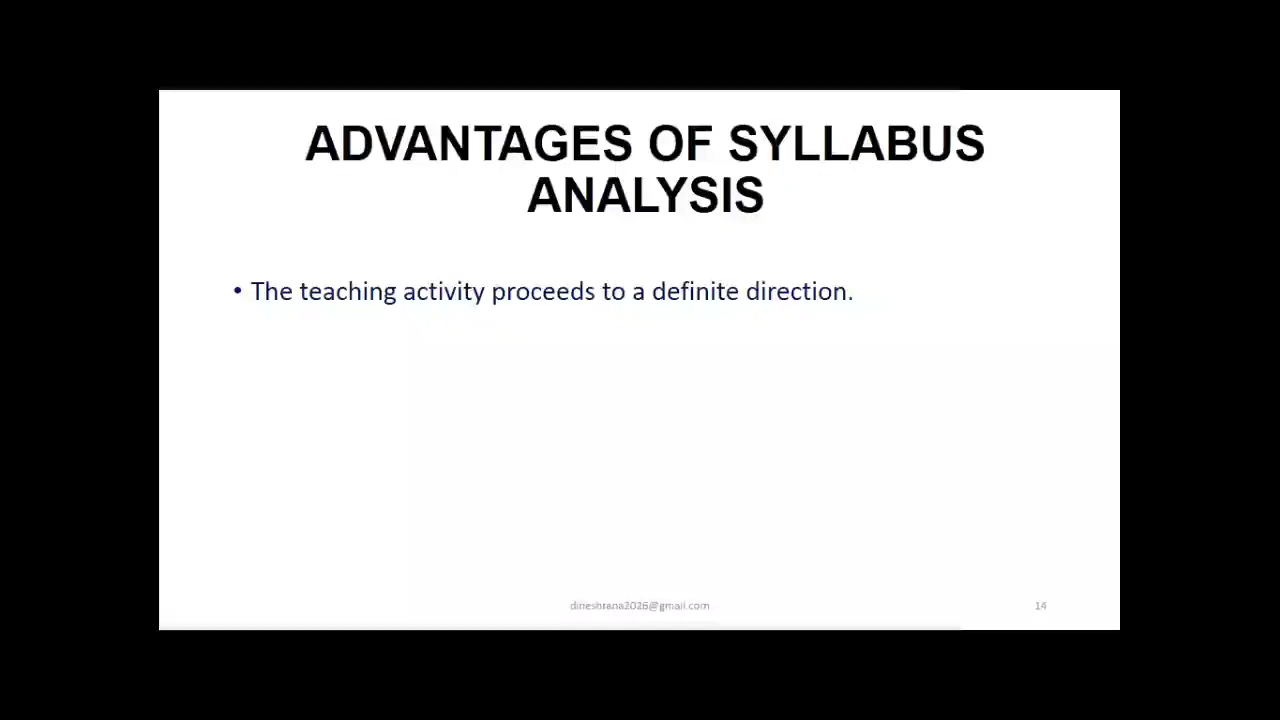 ADVANTAGES OF SYLLABUS
ANALYSIS
• The teaching activity proceeds to a definite direction.
dineshrana2026@gmail.com
14